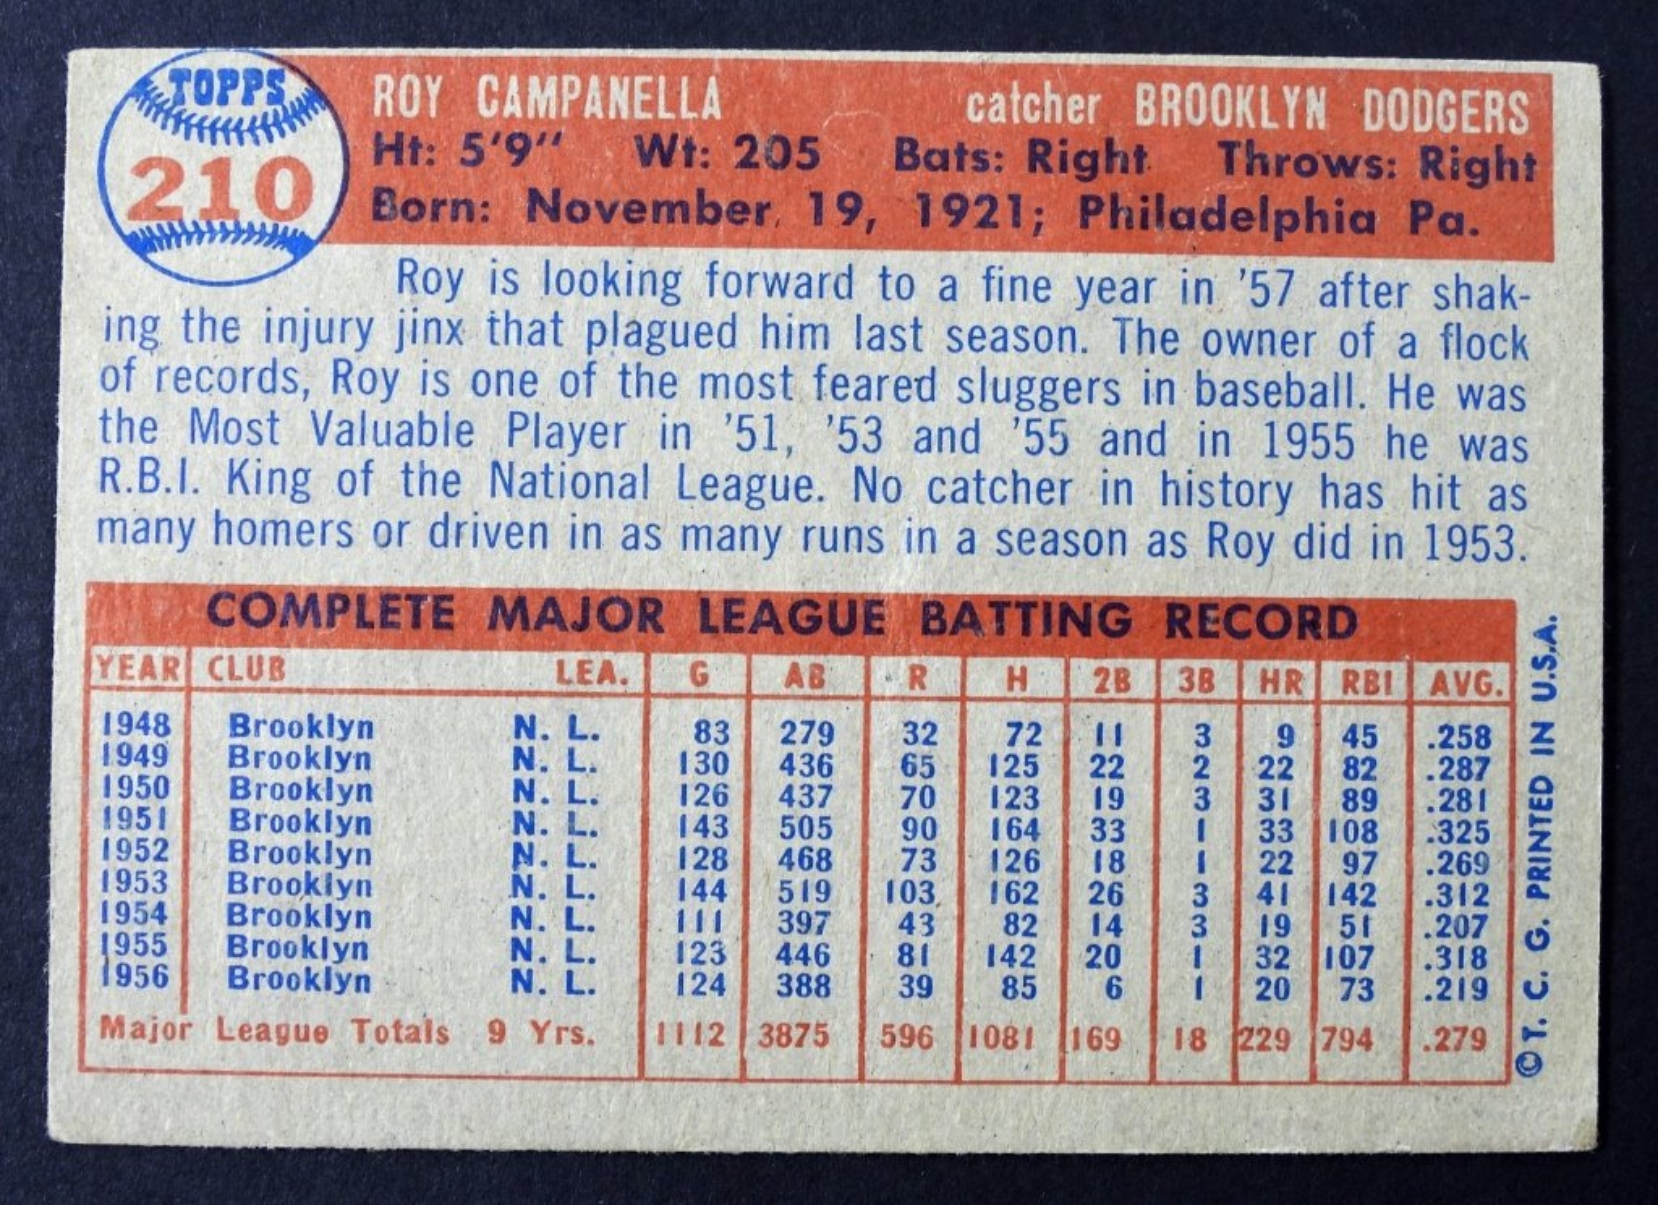 TOPPS
210
ROY CAMPANELLA catcher BROOKLYN DODGERS
Ht: 5'9" Wt: 205 Bats: Right Throws: Right
Born: November 19, 1921; Philadelphia Pa.
Roy is looking forward to a fine year in '57 after shak-
ing the injury jinx that plagued him last season. The owner of a flock
of records, Roy is one of the most feared sluggers in baseball. He was
the Most Valuable Player in '51, '53 and '55 and in 1955 he was
R.B.I. King of the National League. No catcher in history has hit as
many homers or driven in as many runs in a season as Roy did in 1953.
COMPLETE MAJOR LEAGUE BATTING RECORD
YEAR CLUB LEA. G AB R H 2B 3B HR RBI AVG.
1948 Brooklyn N. L. 83 279 32 72 11 3 9 45 .258
1949 Brooklyn N. L. 130 436 65 125 22 2 22 82 .287
1950 Brooklyn N. L. 126 437 70 123 19 3 31 89 .281
1951 Brooklyn N. L. 143 505 90 164 33 1 33 108 .325
1952 Brooklyn N. L. 128 468 73 126 18 1 22 97 .269
1953 Brooklyn N. L. 144 519 103 162 26 3 41 142 .312
1954 Brooklyn N. L. 111 397 43 82 14 3 19 51 .207
1955 Brooklyn N. L. 123 446 81 142 20 1 32 107 .318
1956 Brooklyn N. L. 124 388 39 85 6 1 20 73 .219
Major League Totals 9 Yrs. 1112 3875 596 1081 169 18 229 794 .279
©T. C. G. PRINTED IN U.S.A.